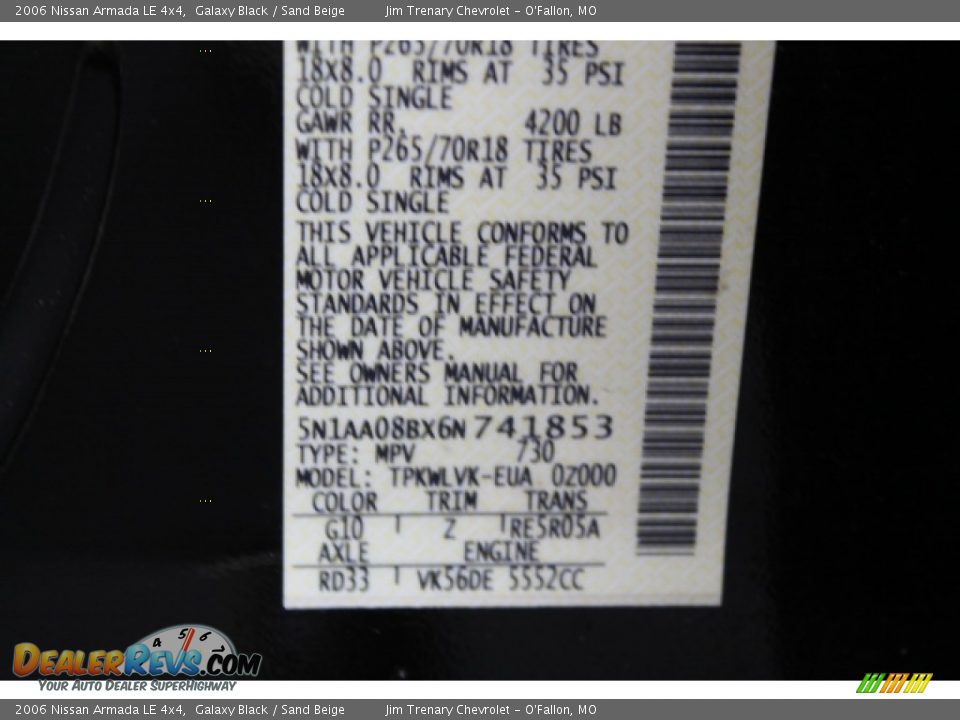 2006 Nissan Armada LE 4x4,  Galaxy Black / Sand Beige  Jim Trenary Chevrolet - O'Fallon, MO
WITH P265/70R18 TIRES
18X8.0 RIMS AT 35 PSI
COLD SINGLE
GAWR RR. 4200 LB
WITH P265/70R18 TIRES
18X8.0 RIMS AT 35 PSI
COLD SINGLE
THIS VEHICLE CONFORMS TO
ALL APPLICABLE FEDERAL
MOTOR VEHICLE SAFETY
STANDARDS IN EFFECT ON
THE DATE OF MANUFACTURE
SHOWN ABOVE.
SEE OWNERS MANUAL FOR
ADDITIONAL INFORMATION.
5N1AA08BX6N741853
TYPE: MPV 730
MODEL: TPKWLVK-EUA 0Z000
COLOR TRIM TRANS
G10 Z RE5R05A
AXLE ENGINE
RD33 VK56DE 5552CC
4 5 6
DEALERREVS.COM
YOUR AUTO DEALER SUPERHIGHWAY
2006 Nissan Armada LE 4x4,  Galaxy Black / Sand Beige  Jim Trenary Chevrolet - O'Fallon, MO